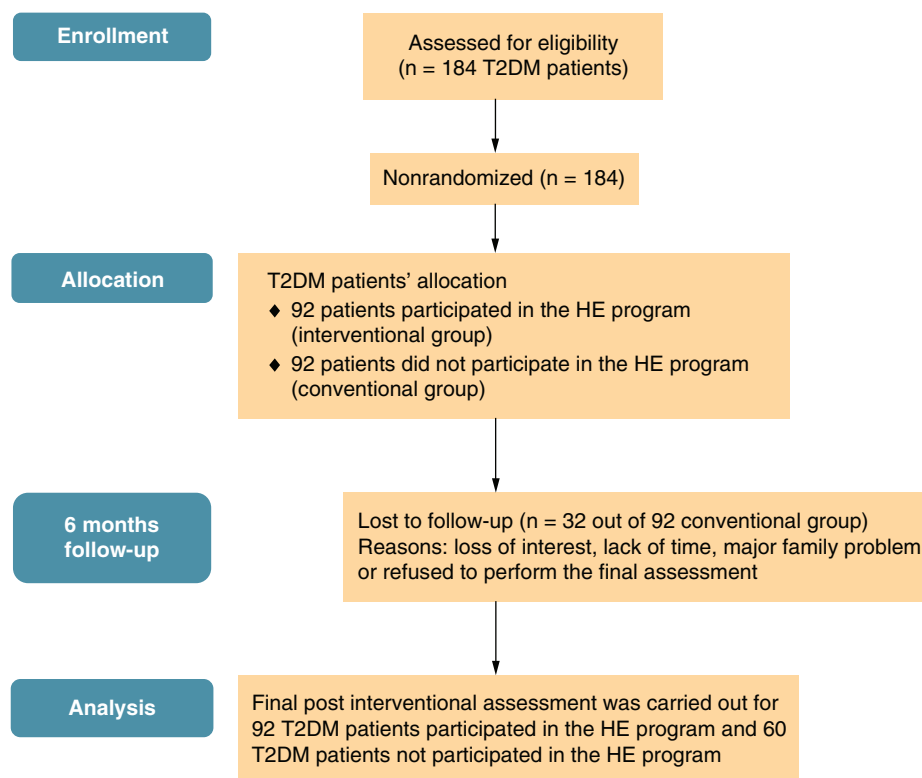 Enrollment
Assessed for eligibility
(n = 184 T2DM patients)
Nonrandomized (n = 184)
Allocation
T2DM patients’ allocation
♦ 92 patients participated in the HE program
(interventional group)
♦ 92 patients did not participate in the HE program
(conventional group)
6 months
follow-up
Lost to follow-up (n = 32 out of 92 conventional group)
Reasons: loss of interest, lack of time, major family problem
or refused to perform the final assessment
Analysis
Final post interventional assessment was carried out for
92 T2DM patients participated in the HE program and 60
T2DM patients not participated in the HE program